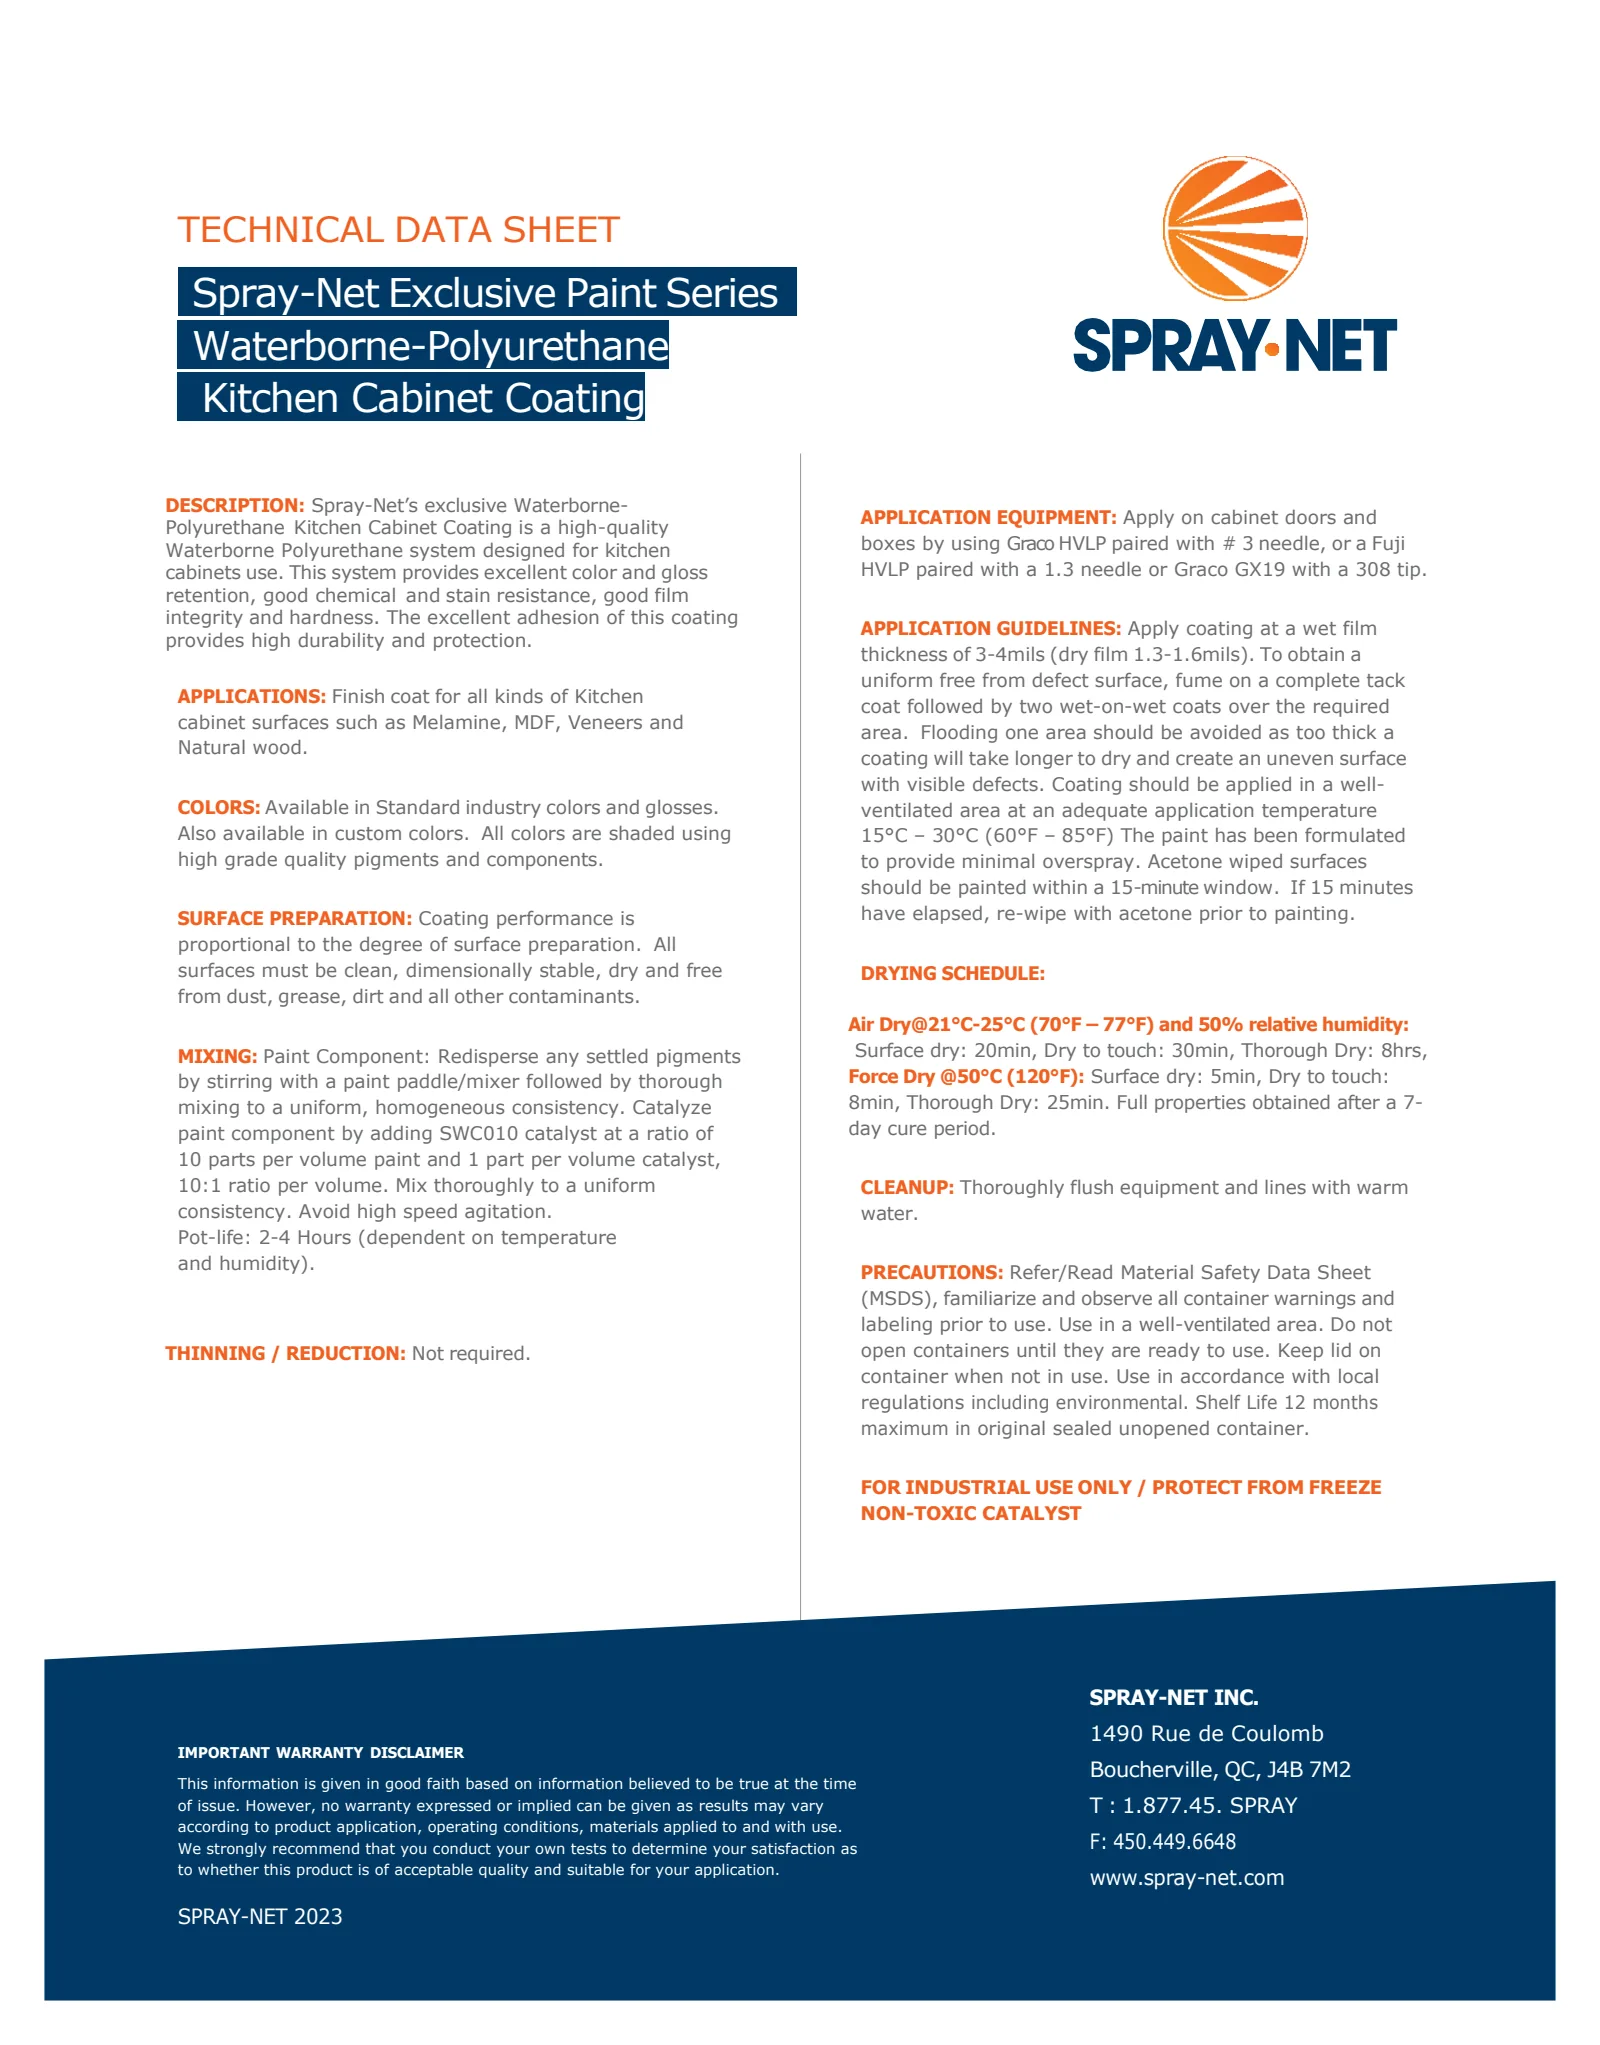 TECHNICAL DATA SHEET
Spray-Net Exclusive Paint Series
Waterborne-Polyurethane
Kitchen Cabinet Coating
SPRAY•NET
DESCRIPTION: Spray-Net’s exclusive Waterborne-
Polyurethane Kitchen Cabinet Coating is a high-quality
Waterborne Polyurethane system designed for kitchen
cabinets use. This system provides excellent color and gloss
retention, good chemical and stain resistance, good film
integrity and hardness. The excellent adhesion of this coating
provides high durability and protection.
APPLICATIONS: Finish coat for all kinds of Kitchen
cabinet surfaces such as Melamine, MDF, Veneers and
Natural wood.
COLORS: Available in Standard industry colors and glosses.
Also available in custom colors. All colors are shaded using
high grade quality pigments and components.
SURFACE PREPARATION: Coating performance is
proportional to the degree of surface preparation. All
surfaces must be clean, dimensionally stable, dry and free
from dust, grease, dirt and all other contaminants.
MIXING: Paint Component: Redisperse any settled pigments
by stirring with a paint paddle/mixer followed by thorough
mixing to a uniform, homogeneous consistency. Catalyze
paint component by adding SWC010 catalyst at a ratio of
10 parts per volume paint and 1 part per volume catalyst,
10:1 ratio per volume. Mix thoroughly to a uniform
consistency. Avoid high speed agitation.
Pot-life: 2-4 Hours (dependent on temperature
and humidity).
THINNING / REDUCTION: Not required.
APPLICATION EQUIPMENT: Apply on cabinet doors and
boxes by using Graco HVLP paired with # 3 needle, or a Fuji
HVLP paired with a 1.3 needle or Graco GX19 with a 308 tip.
APPLICATION GUIDELINES: Apply coating at a wet film
thickness of 3-4mils (dry film 1.3-1.6mils). To obtain a
uniform free from defect surface, fume on a complete tack
coat followed by two wet-on-wet coats over the required
area. Flooding one area should be avoided as too thick a
coating will take longer to dry and create an uneven surface
with visible defects. Coating should be applied in a well-
ventilated area at an adequate application temperature
15°C – 30°C (60°F – 85°F) The paint has been formulated
to provide minimal overspray. Acetone wiped surfaces
should be painted within a 15-minute window. If 15 minutes
have elapsed, re-wipe with acetone prior to painting.
DRYING SCHEDULE:
Air Dry@21°C-25°C (70°F – 77°F) and 50% relative humidity:
Surface dry: 20min, Dry to touch: 30min, Thorough Dry: 8hrs,
Force Dry @50°C (120°F): Surface dry: 5min, Dry to touch:
8min, Thorough Dry: 25min. Full properties obtained after a 7-
day cure period.
CLEANUP: Thoroughly flush equipment and lines with warm
water.
PRECAUTIONS: Refer/Read Material Safety Data Sheet
(MSDS), familiarize and observe all container warnings and
labeling prior to use. Use in a well-ventilated area. Do not
open containers until they are ready to use. Keep lid on
container when not in use. Use in accordance with local
regulations including environmental. Shelf Life 12 months
maximum in original sealed unopened container.
FOR INDUSTRIAL USE ONLY / PROTECT FROM FREEZE
NON-TOXIC CATALYST
IMPORTANT WARRANTY DISCLAIMER
This information is given in good faith based on information believed to be true at the time
of issue. However, no warranty expressed or implied can be given as results may vary
according to product application, operating conditions, materials applied to and with use.
We strongly recommend that you conduct your own tests to determine your satisfaction as
to whether this product is of acceptable quality and suitable for your application.
SPRAY-NET 2023
SPRAY-NET INC.
1490 Rue de Coulomb
Boucherville, QC, J4B 7M2
T : 1.877.45. SPRAY
F: 450.449.6648
www.spray-net.com